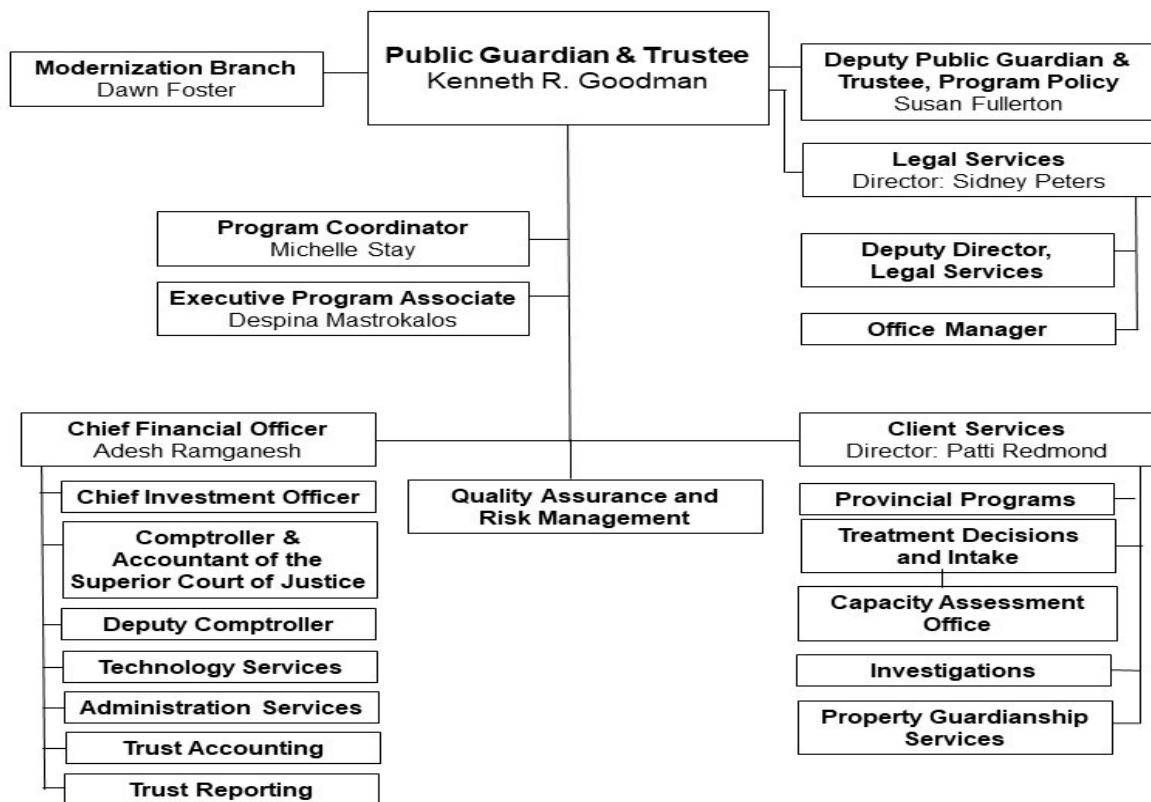 Public Guardian & Trustee
Kenneth R. Goodman
Modernization Branch
Dawn Foster
Deputy Public Guardian &
Trustee, Program Policy
Susan Fullerton
Legal Services
Director: Sidney Peters
Deputy Director,
Legal Services
Office Manager
Program Coordinator
Michelle Stay
Executive Program Associate
Despina Mastrokalos
Chief Financial Officer
Adesh Ramganesh
Chief Investment Officer
Comptroller &
Accountant of the
Superior Court of Justice
Deputy Comptroller
Technology Services
Administration Services
Trust Accounting
Trust Reporting
Quality Assurance and
Risk Management
Client Services
Director: Patti Redmond
Provincial Programs
Treatment Decisions
and Intake
Capacity Assessment
Office
Investigations
Property Guardianship
Services